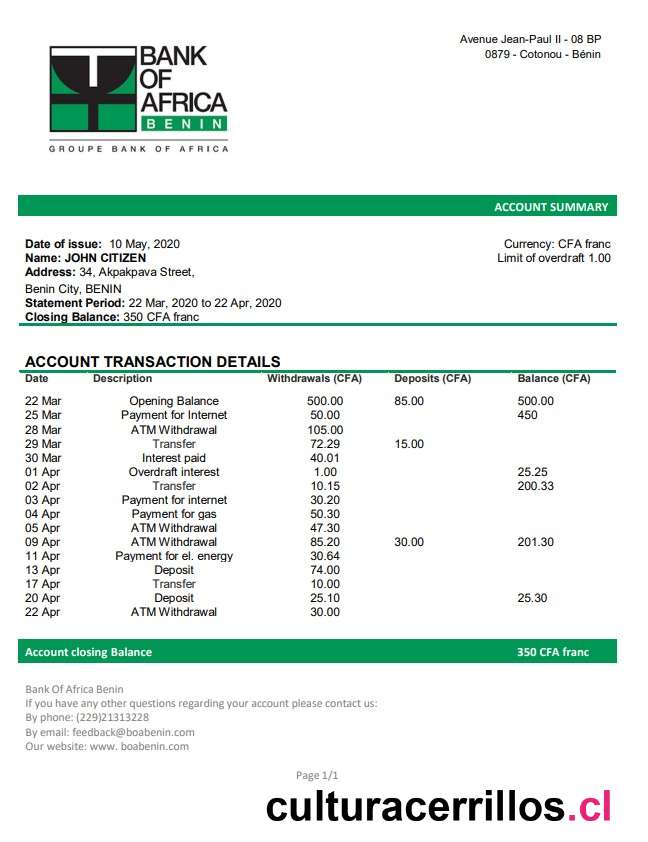 Avenue Jean-Paul II - 08 BP
0879 - Cotonou - Bénin
BANK
OF
AFRICA
BENIN
GROUPE BANK OF AFRICA
ACCOUNT SUMMARY
Date of issue: 10 May, 2020 Currency: CFA franc
Name: JOHN CITIZEN Limit of overdraft 1.00
Address: 34, Akpakpava Street,
Benin City, BENIN
Statement Period: 22 Mar, 2020 to 22 Apr, 2020
Closing Balance: 350 CFA franc
ACCOUNT TRANSACTION DETAILS
Date Description Withdrawals (CFA) Deposits (CFA) Balance (CFA)
22 Mar Opening Balance 500.00 85.00 500.00
25 Mar Payment for Internet 50.00 450
28 Mar ATM Withdrawal 105.00
29 Mar Transfer 72.29 15.00
30 Mar Interest paid 40.01
01 Apr Overdraft interest 1.00 25.25
02 Apr Transfer 10.15 200.33
03 Apr Payment for internet 30.20
04 Apr Payment for gas 50.30
05 Apr ATM Withdrawal 47.30
09 Apr ATM Withdrawal 85.20 30.00 201.30
11 Apr Payment for el. energy 30.64
13 Apr Deposit 74.00
17 Apr Transfer 10.00
20 Apr Deposit 25.10 25.30
22 Apr ATM Withdrawal 30.00
Account closing Balance 350 CFA franc
Bank Of Africa Benin
If you have any other questions regarding your account please contact us:
By phone: (229)21313228
By email: feedback@boabenin.com
Our website: www. boabenin.com
Page 1/1
culturacerrillos.cl